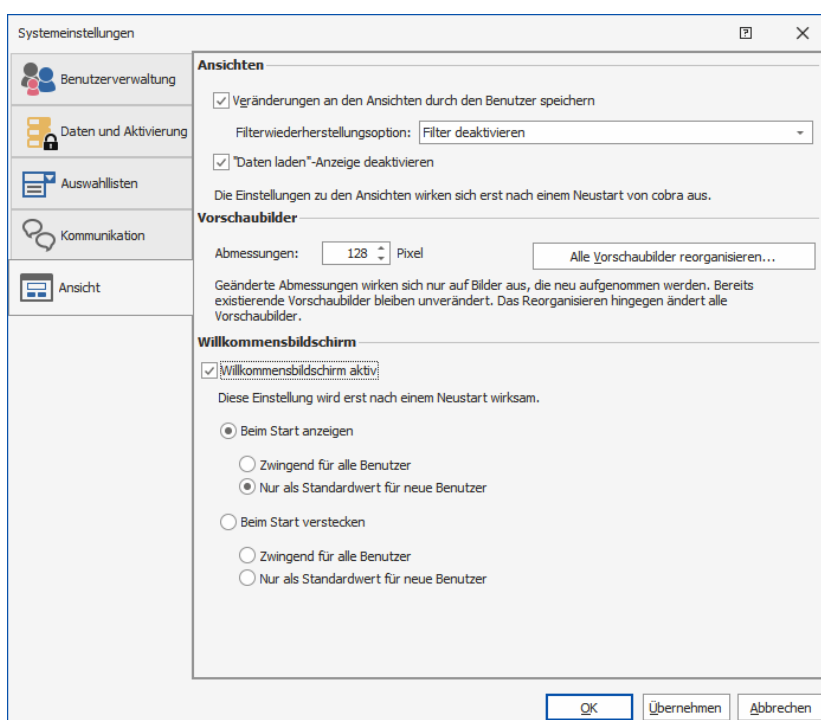 Systemeinstellungen
Benutzerverwaltung
Daten und Aktivierung
Auswahllisten
Kommunikation
Ansicht
Ansichten
Veränderungen an den Ansichten durch den Benutzer speichern
Filterwiederherstellungsoption: Filter deaktivieren
"Daten laden"-Anzeige deaktivieren
Die Einstellungen zu den Ansichten wirken sich erst nach einem Neustart von cobra aus.
Vorschaubilder
Abmessungen: 128 Pixel Alle Vorschaubilder reorganisieren...
Geänderte Abmessungen wirken sich nur auf Bilder aus, die neu aufgenommen werden. Bereits
existierende Vorschaubilder bleiben unverändert. Das Reorganisieren hingegen ändert alle
Vorschaubilder.
Willkommensbildschirm
Willkommensbildschirm aktiv
Diese Einstellung wird erst nach einem Neustart wirksam.
Beim Start anzeigen
Zwingend für alle Benutzer
Nur als Standardwert für neue Benutzer
Beim Start verstecken
Zwingend für alle Benutzer
Nur als Standardwert für neue Benutzer
OK Übernehmen Abbrechen